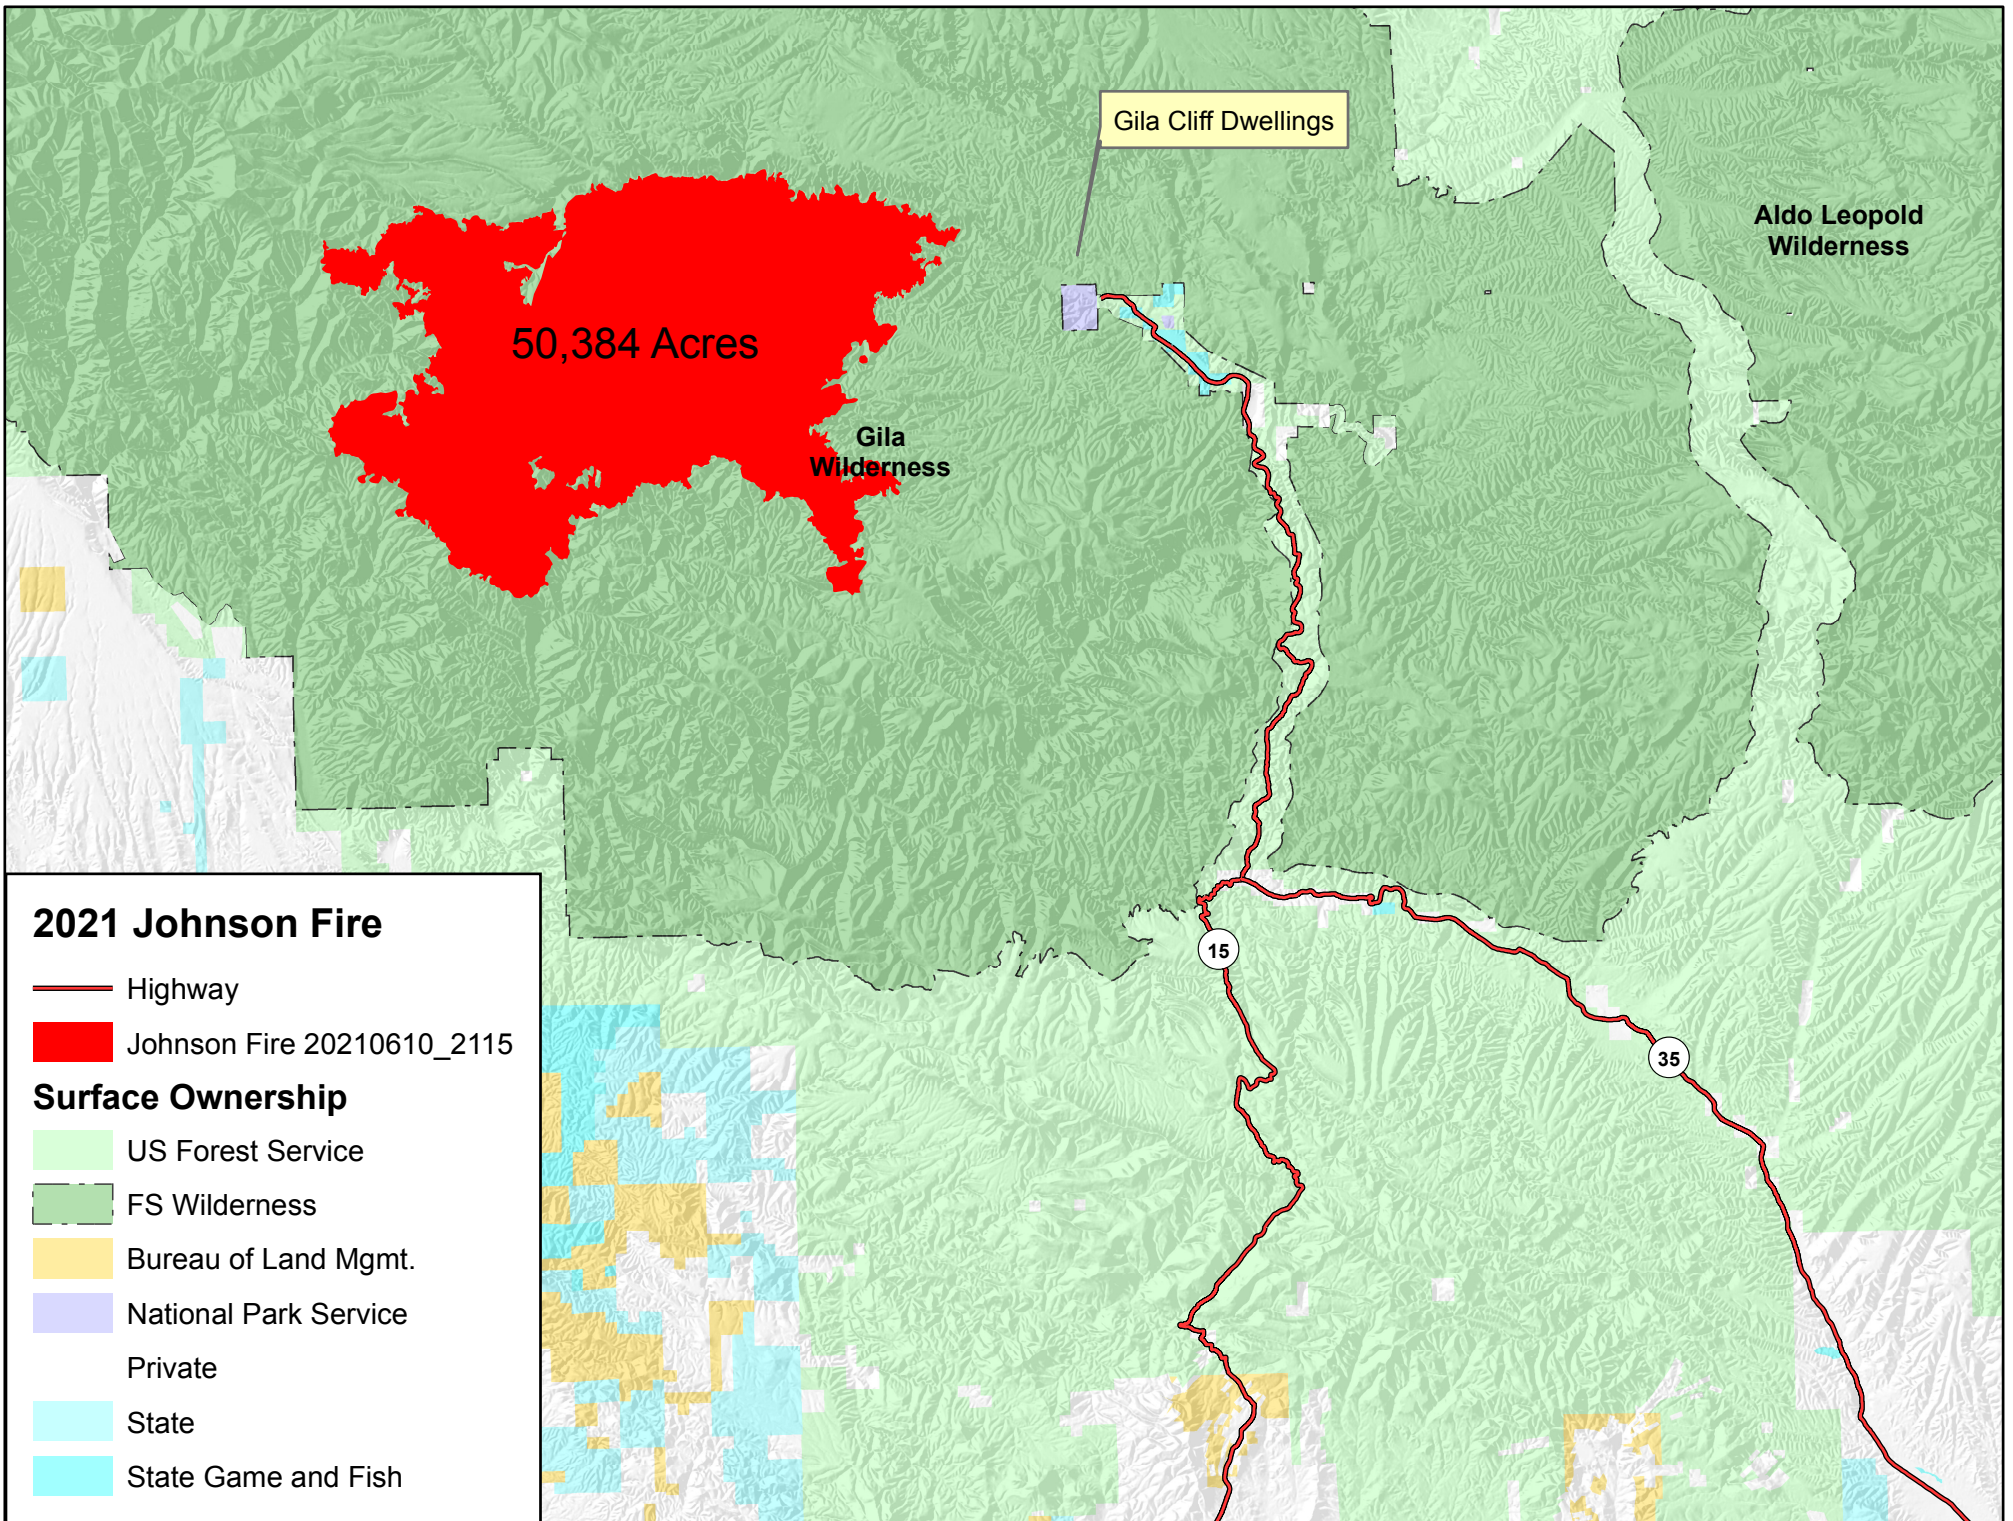 Gila Cliff Dwellings
Aldo Leopold
Wilderness
50,384 Acres
Gila
Wilderness
15
35
2021 Johnson Fire
Highway
Johnson Fire 20210610_2115
Surface Ownership
US Forest Service
FS Wilderness
Bureau of Land Mgmt.
National Park Service
Private
State
State Game and Fish